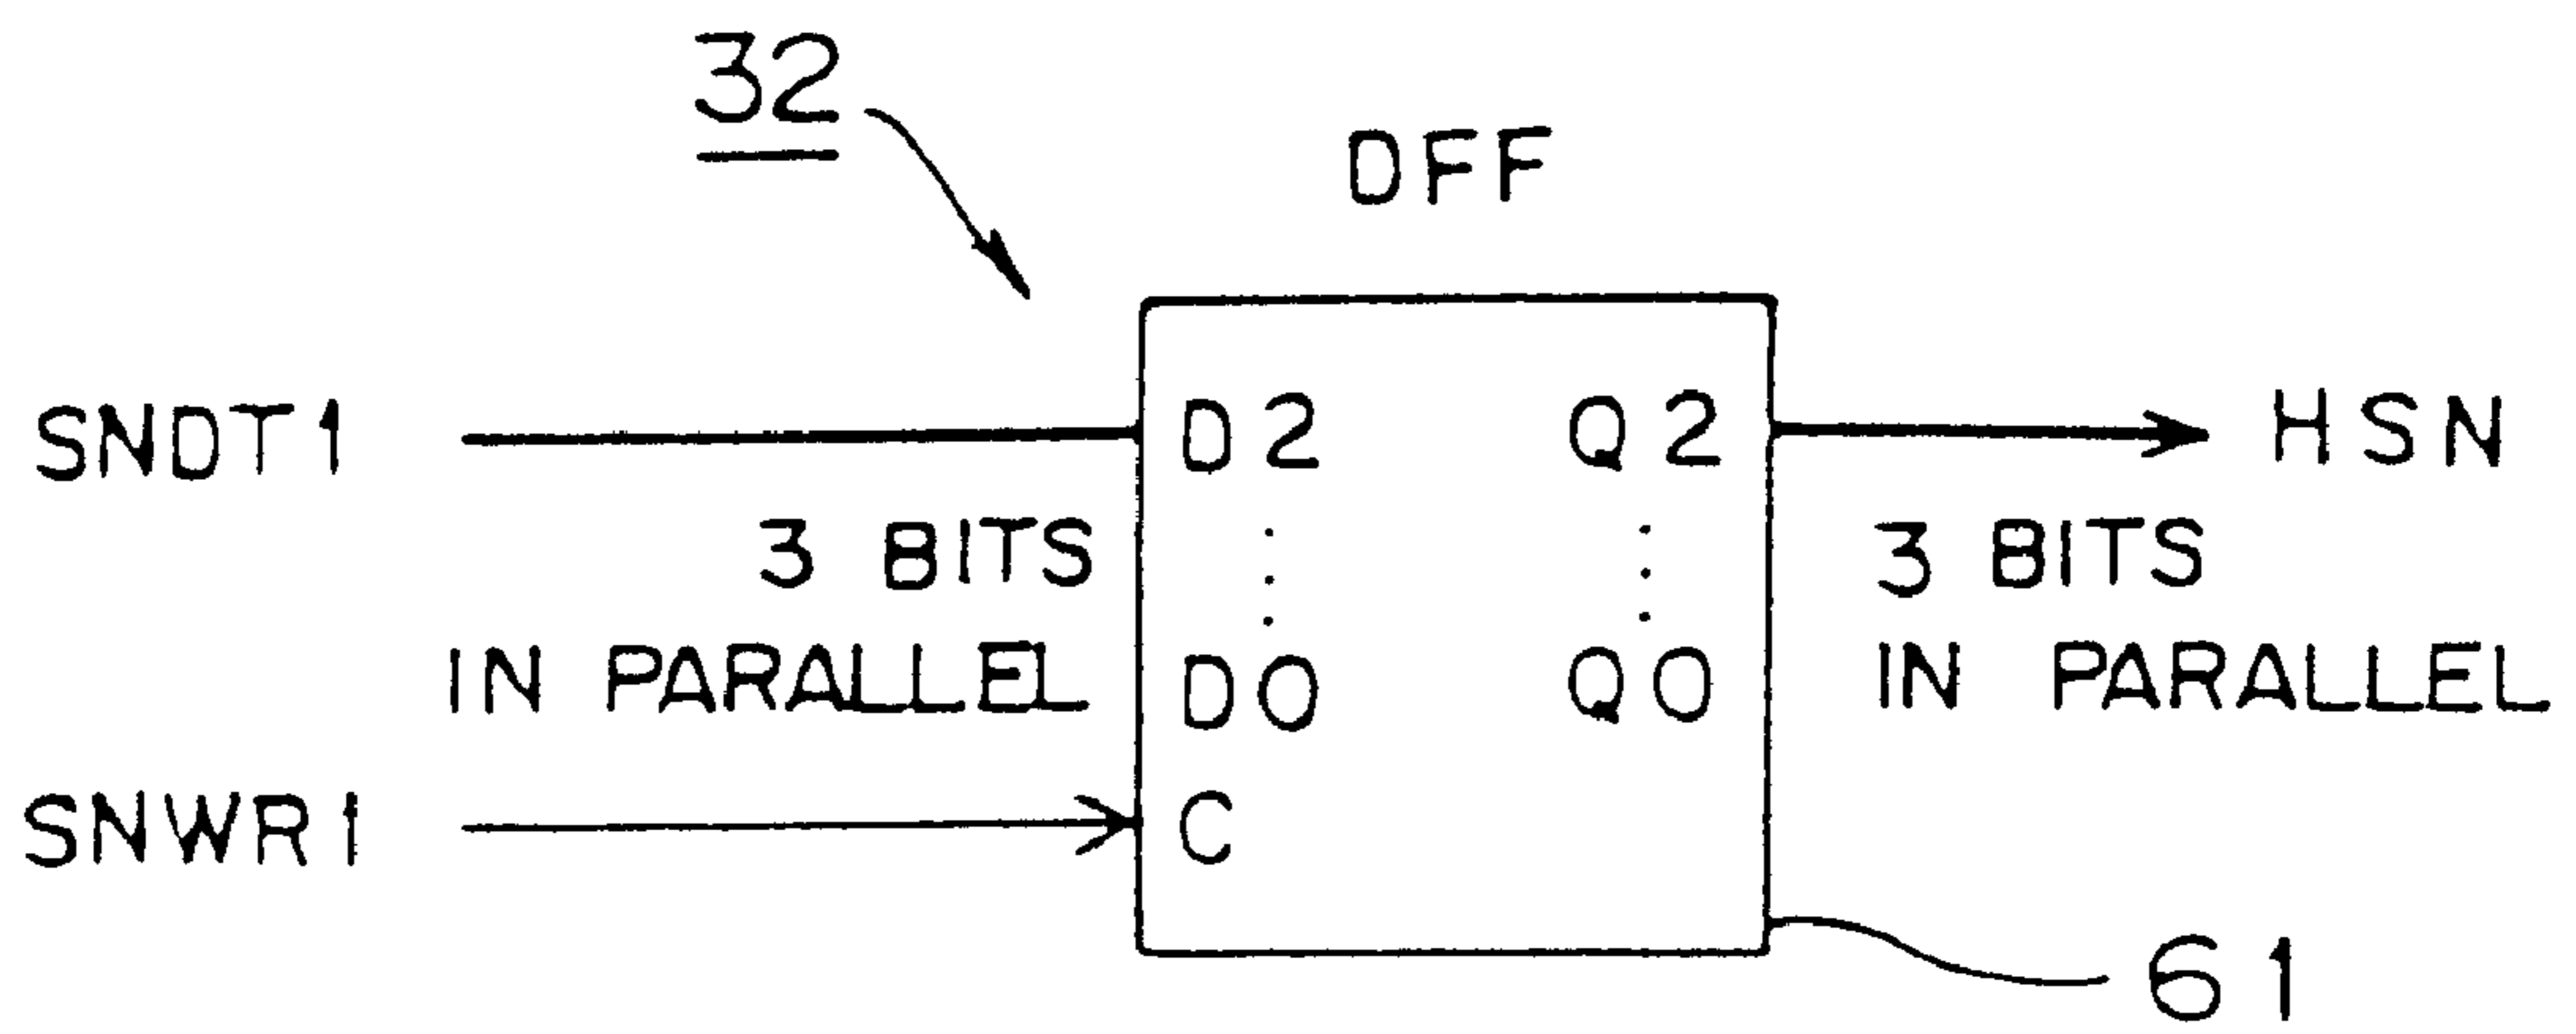 32
DFF
SNDT1
D2 Q2
HSN
3 BITS
IN PARALLEL
3 BITS
IN PARALLEL
D0 Q0
SNWR1
C
61